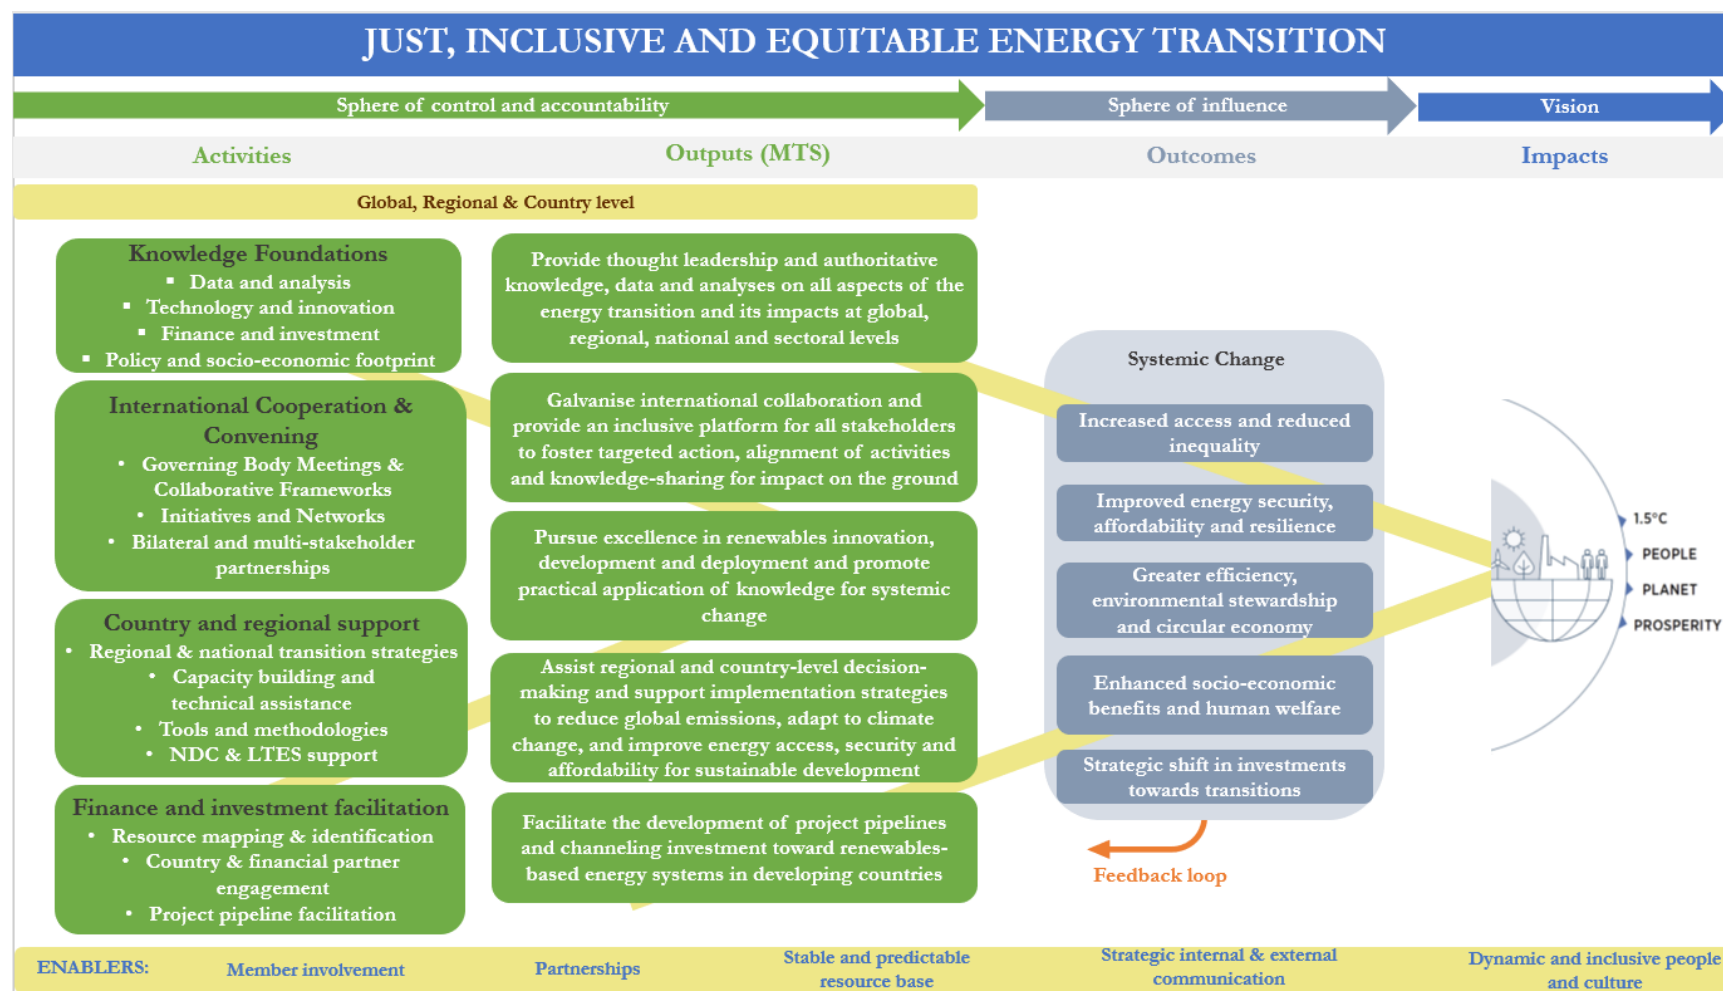 JUST, INCLUSIVE AND EQUITABLE ENERGY TRANSITION
Sphere of control and accountability
Sphere of influence
Vision
Activities
Outputs (MTS)
Outcomes
Impacts
Global, Regional & Country level
Knowledge Foundations
▪ Data and analysis
▪ Technology and innovation
▪ Finance and investment
▪ Policy and socio-economic footprint
International Cooperation &
Convening
• Governing Body Meetings &
Collaborative Frameworks
• Initiatives and Networks
• Bilateral and multi-stakeholder
partnerships
Country and regional support
• Regional & national transition strategies
• Capacity building and
technical assistance
• Tools and methodologies
• NDC & LTES support
Finance and investment facilitation
• Resource mapping & identification
• Country & financial partner
engagement
• Project pipeline facilitation
Provide thought leadership and authoritative
knowledge, data and analyses on all aspects of the
energy transition and its impacts at global,
regional, national and sectoral levels
Galvanise international collaboration and
provide an inclusive platform for all stakeholders
to foster targeted action, alignment of activities
and knowledge-sharing for impact on the ground
Pursue excellence in renewables innovation,
development and deployment and promote
practical application of knowledge for systemic
change
Assist regional and country-level decision-
making and support implementation strategies
to reduce global emissions, adapt to climate
change, and improve energy access, security and
affordability for sustainable development
Facilitate the development of project pipelines
and channeling investment toward renewables-
based energy systems in developing countries
Systemic Change
Increased access and reduced
inequality
Improved energy security,
affordability and resilience
Greater efficiency,
environmental stewardship
and circular economy
Enhanced socio-economic
benefits and human welfare
Strategic shift in investments
towards transitions
Feedback loop
1.5°C
PEOPLE
PLANET
PROSPERITY
ENABLERS:
Member involvement
Partnerships
Stable and predictable
resource base
Strategic internal & external
communication
Dynamic and inclusive people
and culture